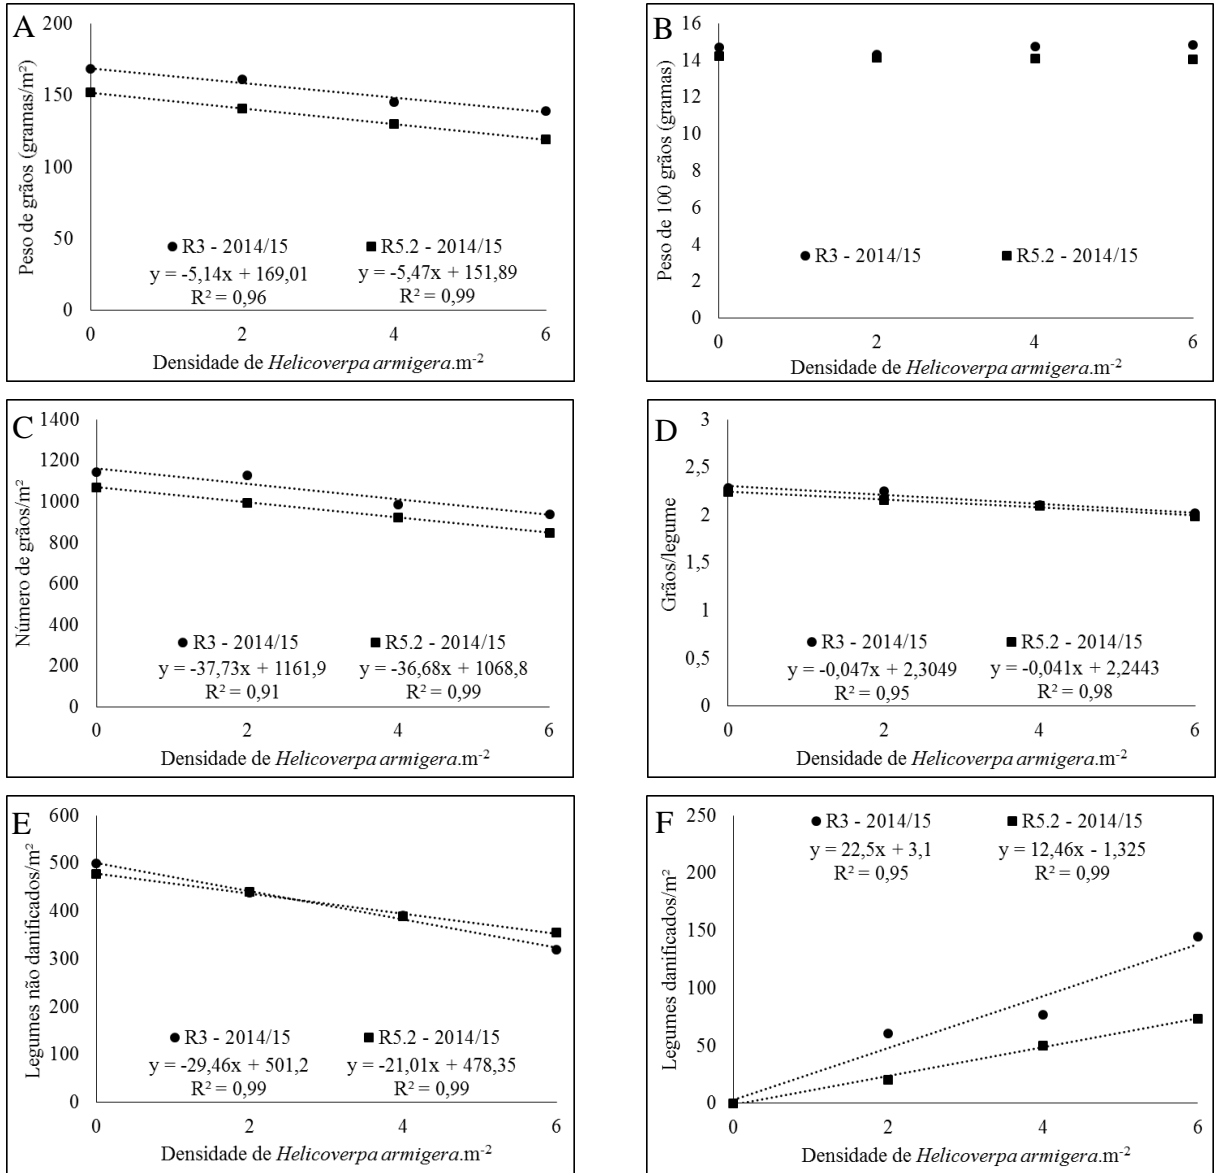 A
Peso de grãos (gramas/m²)
200
150
100
50
0
R3 - 2014/15
y = -5,14x + 169,01
R² = 0,96
R5.2 - 2014/15
y = -5,47x + 151,89
R² = 0,99
0 2 4 6
Densidade de Helicoverpa armigera.m⁻²
B
Peso de 100 grãos (gramas)
16
14
12
10
8
6
4
2
0
R3 - 2014/15
R5.2 - 2014/15
0 2 4 6
Densidade de Helicoverpa armigera.m⁻²
C
Número de grãos/m²
1400
1200
1000
800
600
400
200
0
R3 - 2014/15
y = -37,73x + 1161,9
R² = 0,91
R5.2 - 2014/15
y = -36,68x + 1068,8
R² = 0,99
0 2 4 6
Densidade de Helicoverpa armigera.m⁻²
D
Grãos/legume
3
2,5
2
1,5
1
0,5
0
R3 - 2014/15
y = -0,047x + 2,3049
R² = 0,95
R5.2 - 2014/15
y = -0,041x + 2,2443
R² = 0,98
0 2 4 6
Densidade de Helicoverpa armigera.m⁻²
E
Legumes não danificados/m²
600
500
400
300
200
100
0
R3 - 2014/15
y = -29,46x + 501,2
R² = 0,99
R5.2 - 2014/15
y = -21,01x + 478,35
R² = 0,99
0 2 4 6
Densidade de Helicoverpa armigera.m⁻²
F
Legumes danificados/m²
250
200
150
100
50
0
R3 - 2014/15
y = 22,5x + 3,1
R² = 0,95
R5.2 - 2014/15
y = 12,46x - 1,325
R² = 0,99
0 2 4 6
Densidade de Helicoverpa armigera.m⁻²